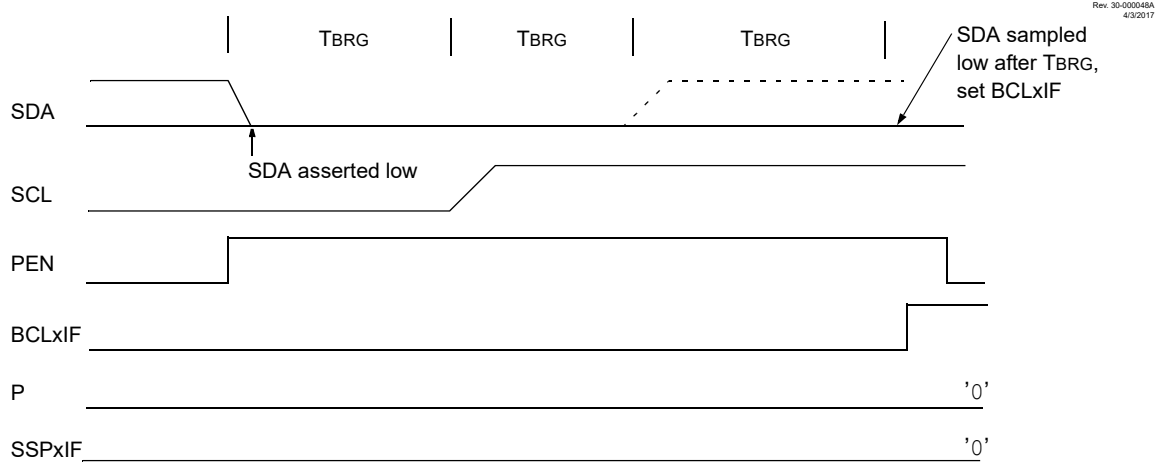 Rev. 30-000048A
4/3/2017
TBRG TBRG TBRG
SDA sampled
low after TBRG,
set BCLxIF
SDA
SDA asserted low
SCL
PEN
BCLxIF
P '0'
SSPxIF '0'